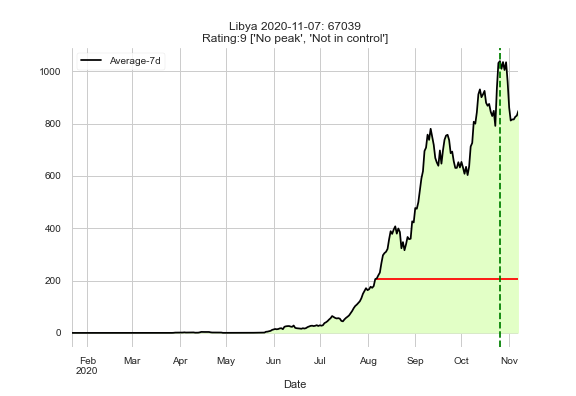 Libya 2020-11-07: 67039
Rating:9 ['No peak', 'Not in control']
Average-7d
1000
800
600
400
200
0
Feb Mar Apr May Jun Jul Aug Sep Oct Nov
2020
Date